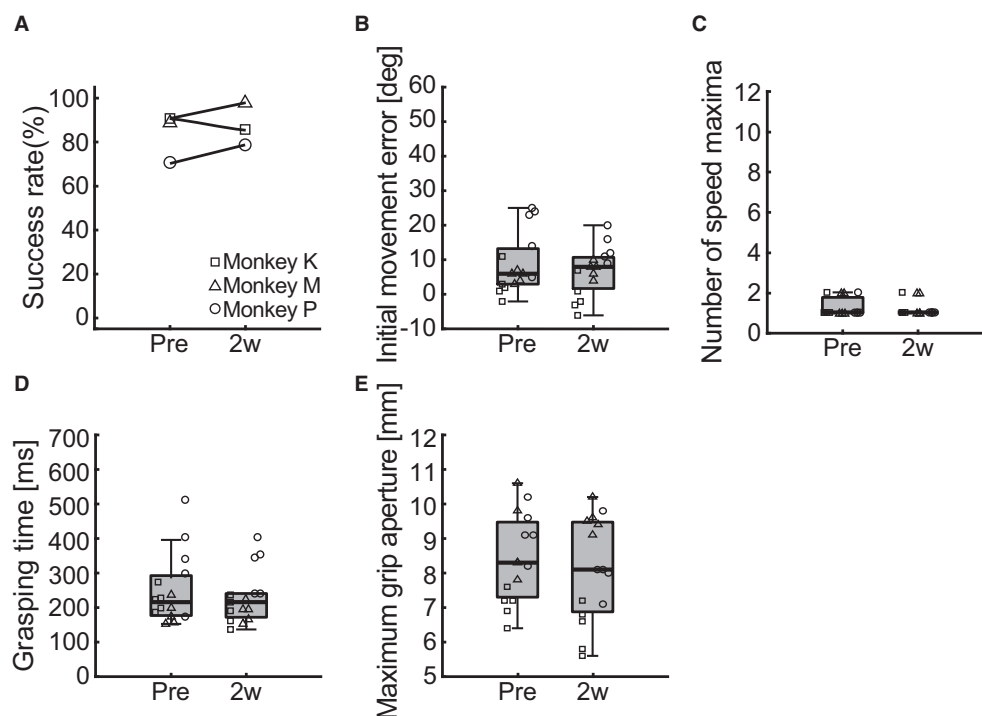 A
Success rate(%)
100
80
60
40
20
0
Monkey K
Monkey M
Monkey P
Pre 2w
B
Initial movement error [deg]
60
50
40
30
20
10
0
-10
Pre 2w
C
Number of speed maxima
12
10
8
6
4
2
0
Pre 2w
D
Grasping time [ms]
700
600
500
400
300
200
100
0
Pre 2w
E
Maximum grip aperture [mm]
12
11
10
9
8
7
6
5
Pre 2w